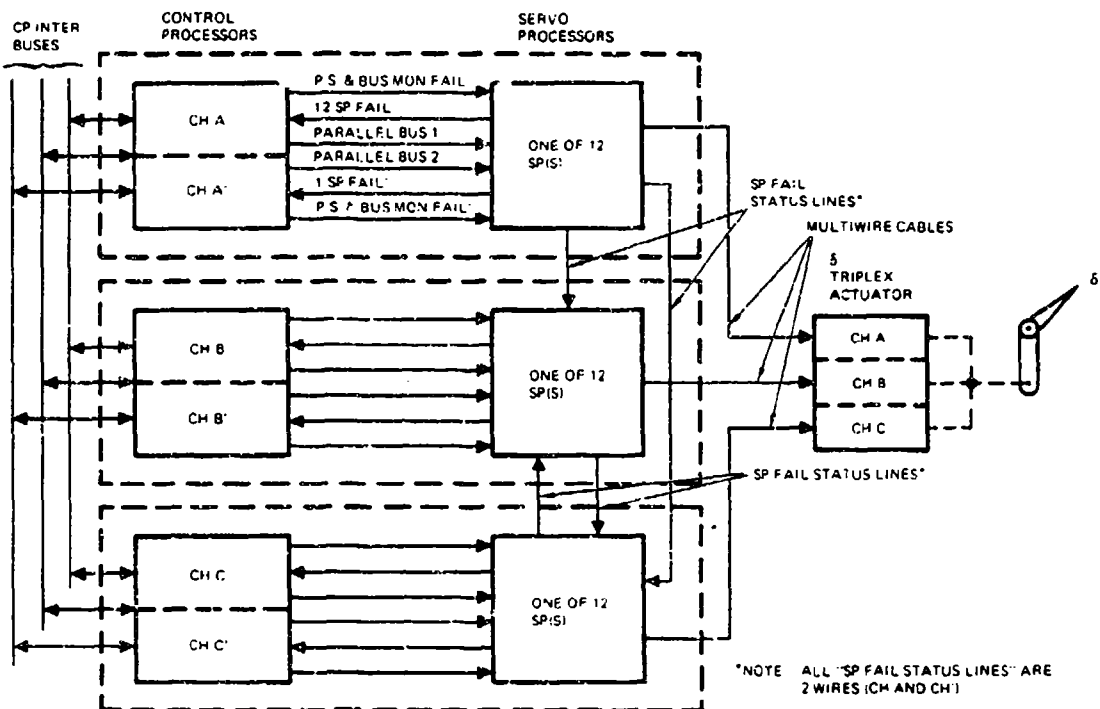 CP INTER
BUSES
CONTROL
PROCESSORS
SERVO
PROCESSORS
CH A
CH A'
P.S. & BUS MON FAIL
12 SP FAIL
PARALLEL BUS 1
PARALLEL BUS 2
1 SP FAIL'
P.S. & BUS MON FAIL'
ONE OF 12
SP(S)
SP FAIL
STATUS LINES*
MULTIWIRE CABLES
δ
TRIPLEX
ACTUATOR
δ
CH B
CH B'
ONE OF 12
SP(S)
CH A
CH B
CH C
SP FAIL STATUS LINES*
CH C
CH C'
ONE OF 12
SP(S)
*NOTE ALL "SP FAIL STATUS LINES" ARE
2 WIRES (CH AND CH')